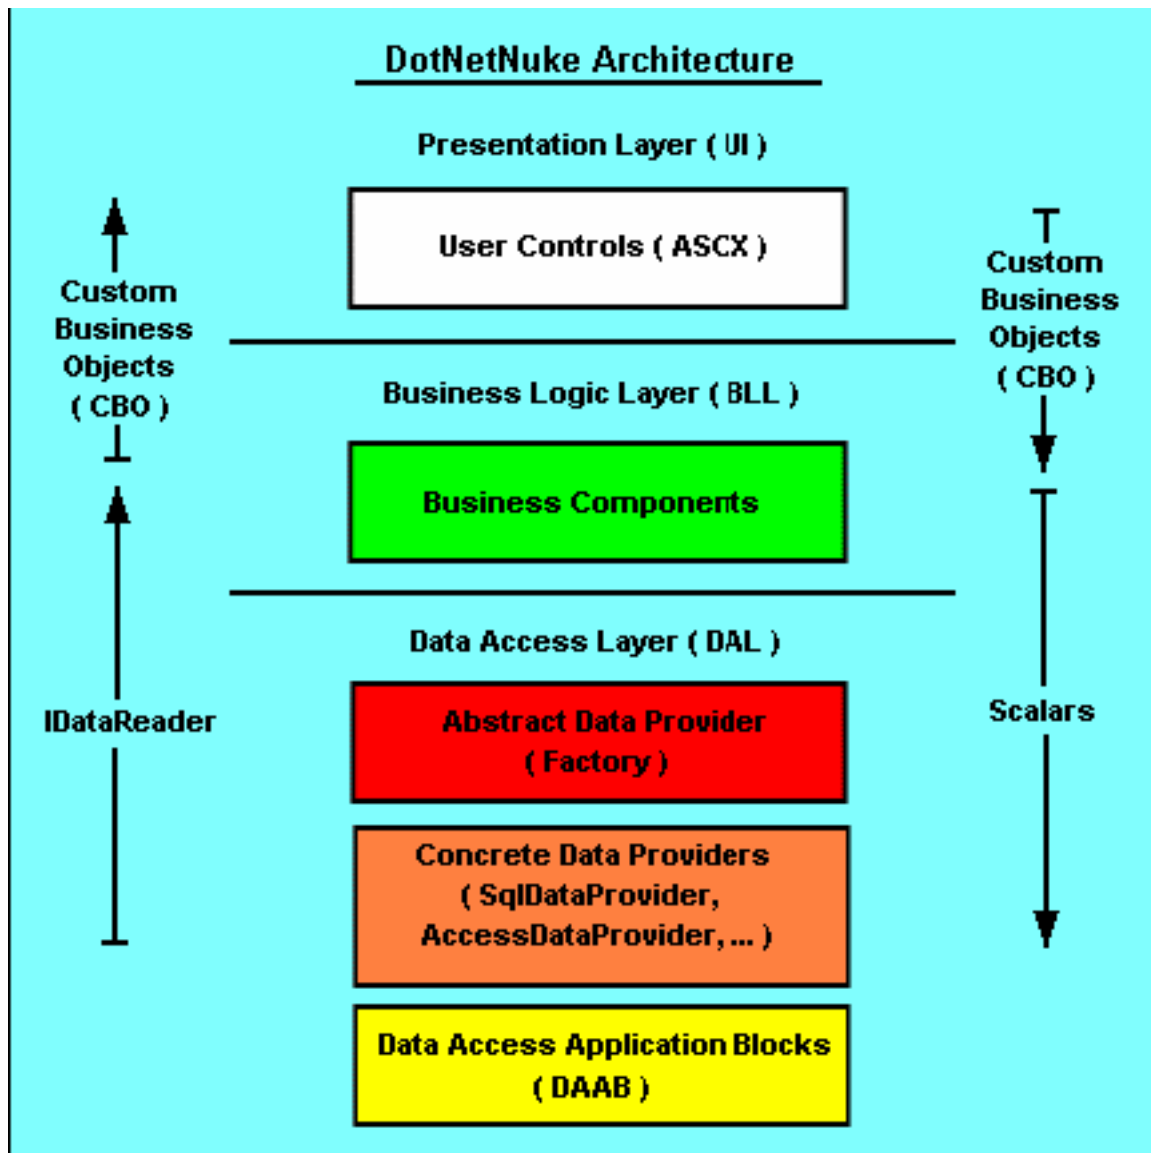 DotNetNuke Architecture
Presentation Layer ( UI )
User Controls ( ASCX )
Custom
Business
Objects
( CBO )
Custom
Business
Objects
( CBO )
Business Logic Layer ( BLL )
Business Components
Data Access Layer ( DAL )
IDataReader
Abstract Data Provider
( Factory )
Scalars
Concrete Data Providers
( SqlDataProvider,
AccessDataProvider, ... )
Data Access Application Blocks
( DAAB )